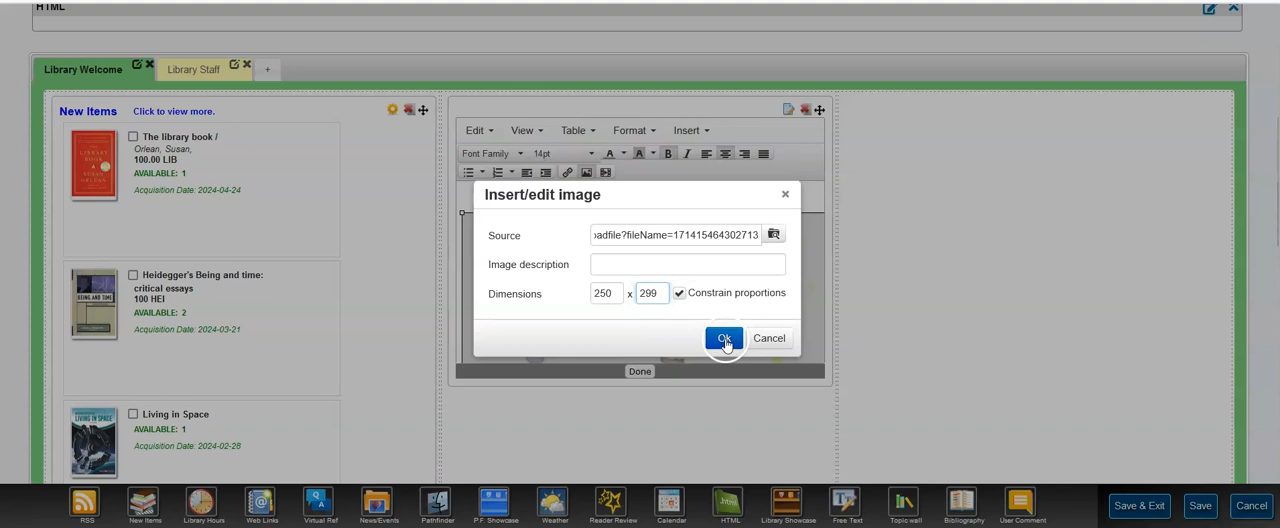 HTML
Library Welcome
Library Staff
+
New Items Click to view more.
The library book /
Orlean, Susan,
100.00 LIB
AVAILABLE: 1
Acquisition Date: 2024-04-24
Heidegger's Being and time:
critical essays
100 HEI
AVAILABLE: 2
Acquisition Date: 2024-03-21
Living in Space
AVAILABLE: 1
Acquisition Date: 2024-02-28
Edit View Table Format Insert
Font Family 14pt A A B I
Insert/edit image ×
Source adfile?fileName=171415464302713
Image description
Dimensions 250 x 299 Constrain proportions
Ok Cancel
Done
RSS New Items Library Hours Web Links Virtual Ref News/Events Pathfinder P.F. Showcase Weather Reader Review Calendar HTML Library Showcase Free Text Topic wall Bibliography User Comment
Save & Exit Save Cancel